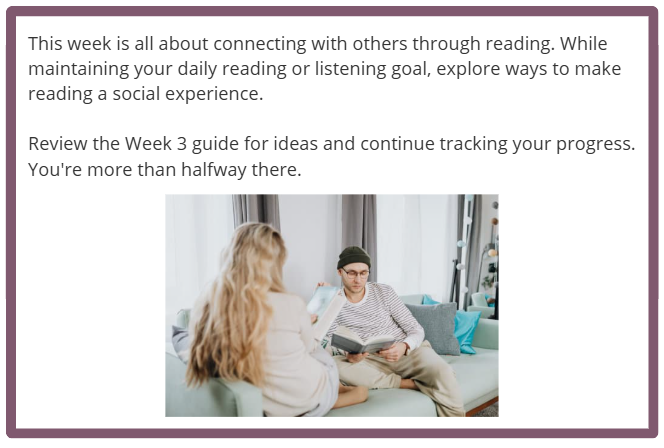 This week is all about connecting with others through reading. While
maintaining your daily reading or listening goal, explore ways to make
reading a social experience.
Review the Week 3 guide for ideas and continue tracking your progress.
You're more than halfway there.